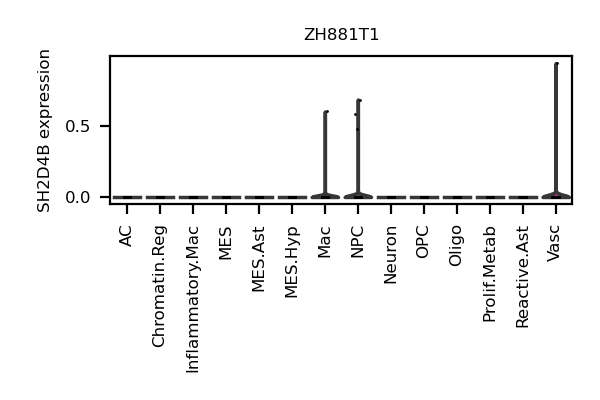 ZH881T1
SH2D4B expression
0.5
0.0
AC
Chromatin.Reg
Inflammatory.Mac
MES
MES.Ast
MES.Hyp
Mac
NPC
Neuron
OPC
Oligo
Prolif.Metab
Reactive.Ast
Vasc